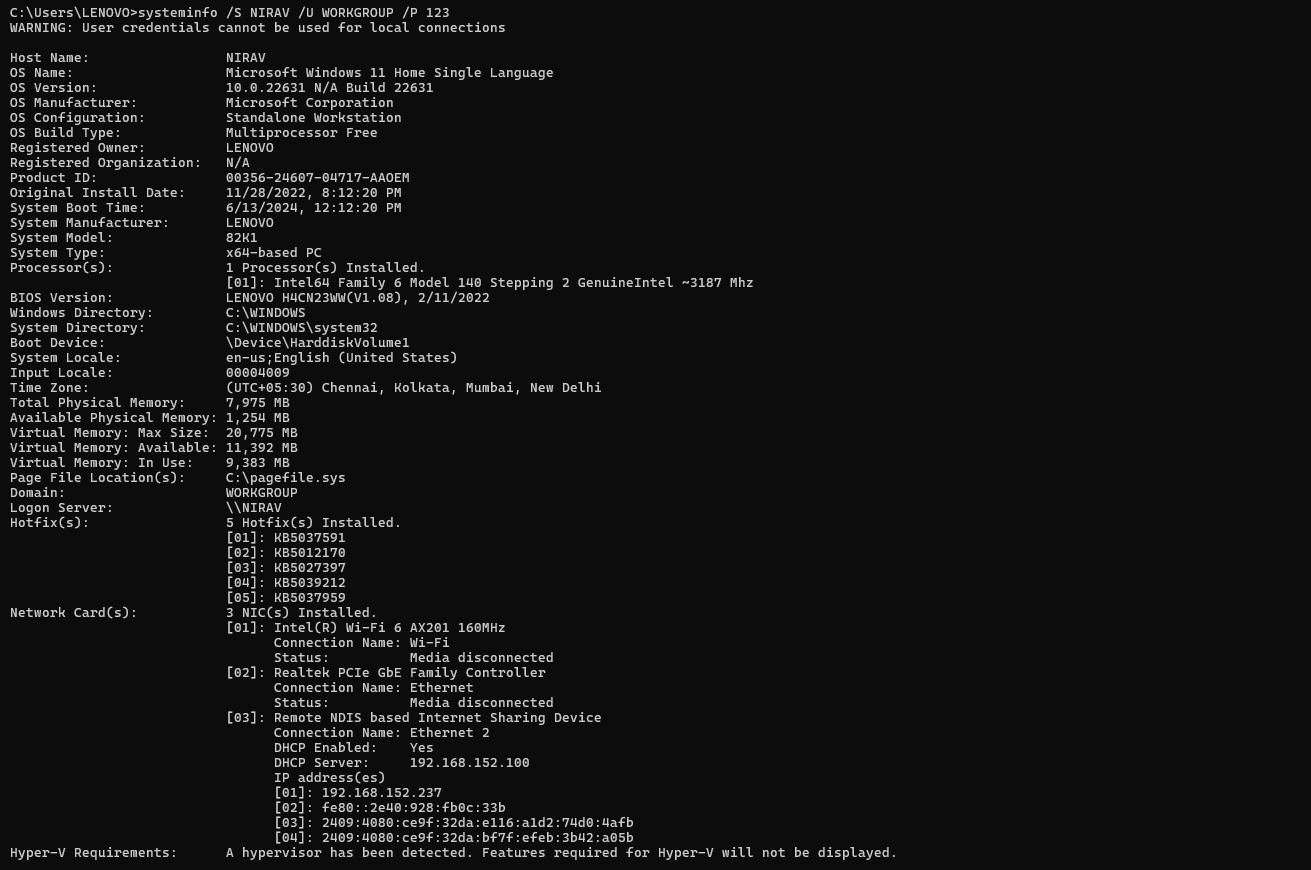 C:\Users\LENOVO>systeminfo /S NIRAV /U WORKGROUP /P 123
WARNING: User credentials cannot be used for local connections

Host Name:                 NIRAV
OS Name:                   Microsoft Windows 11 Home Single Language
OS Version:                10.0.22631 N/A Build 22631
OS Manufacturer:           Microsoft Corporation
OS Configuration:          Standalone Workstation
OS Build Type:             Multiprocessor Free
Registered Owner:          LENOVO
Registered Organization:   N/A
Product ID:                00356-24607-04717-AAOEM
Original Install Date:     11/28/2022, 8:12:20 PM
System Boot Time:          6/13/2024, 12:12:20 PM
System Manufacturer:       LENOVO
System Model:              82K1
System Type:               x64-based PC
Processor(s):              1 Processor(s) Installed.
                           [01]: Intel64 Family 6 Model 140 Stepping 2 GenuineIntel ~3187 Mhz
BIOS Version:              LENOVO H4CN23WW(V1.08), 2/11/2022
Windows Directory:         C:\WINDOWS
System Directory:          C:\WINDOWS\system32
Boot Device:               \Device\HarddiskVolume1
System Locale:             en-us;English (United States)
Input Locale:              00004009
Time Zone:                 (UTC+05:30) Chennai, Kolkata, Mumbai, New Delhi
Total Physical Memory:     7,975 MB
Available Physical Memory: 1,254 MB
Virtual Memory: Max Size:  20,775 MB
Virtual Memory: Available: 11,392 MB
Virtual Memory: In Use:    9,383 MB
Page File Location(s):     C:\pagefile.sys
Domain:                    WORKGROUP
Logon Server:              \\NIRAV
Hotfix(s):                 5 Hotfix(s) Installed.
                           [01]: KB5037591
                           [02]: KB5012170
                           [03]: KB5027397
                           [04]: KB5039212
                           [05]: KB5037959
Network Card(s):           3 NIC(s) Installed.
                           [01]: Intel(R) Wi-Fi 6 AX201 160MHz
                                 Connection Name: Wi-Fi
                                 Status:          Media disconnected
                           [02]: Realtek PCIe GbE Family Controller
                                 Connection Name: Ethernet
                                 Status:          Media disconnected
                           [03]: Remote NDIS based Internet Sharing Device
                                 Connection Name: Ethernet 2
                                 DHCP Enabled:    Yes
                                 DHCP Server:     192.168.152.100
                                 IP address(es)
                                 [01]: 192.168.152.237
                                 [02]: fe80::2e40:928:fb0c:33b
                                 [03]: 2409:4080:ce9f:32da:e116:a1d2:74d0:4afb
                                 [04]: 2409:4080:ce9f:32da:bf7f:efeb:3b42:a05b
Hyper-V Requirements:      A hypervisor has been detected. Features required for Hyper-V will not be displayed.